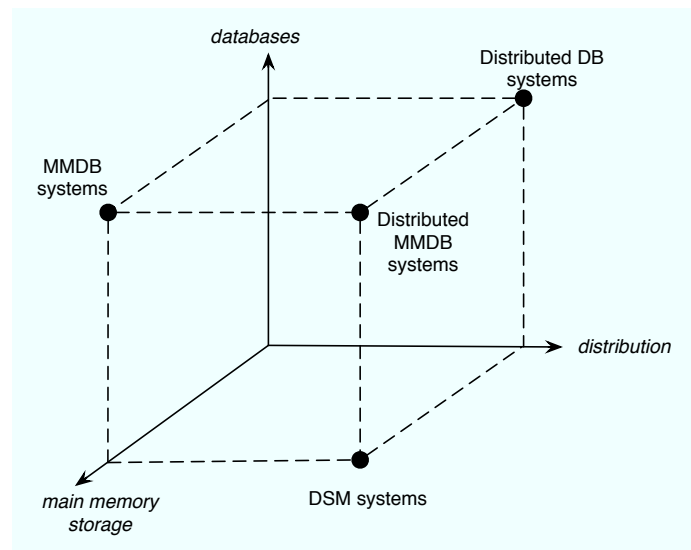 databases
Distributed DB
systems
MMDB
systems
Distributed
MMDB
systems
distribution
main memory
storage
DSM systems